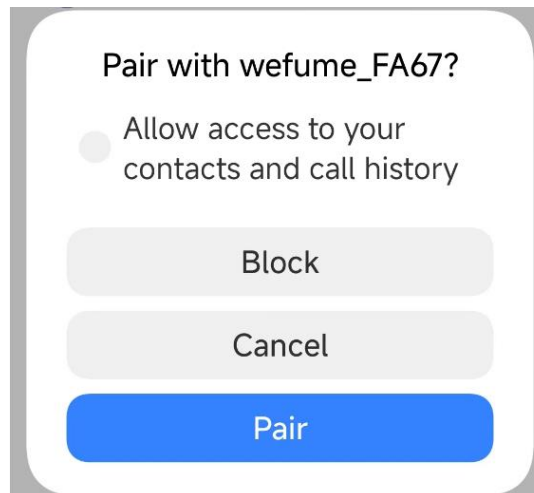 Pair with wefume_FA67?
Allow access to your
contacts and call history
Block
Cancel
Pair